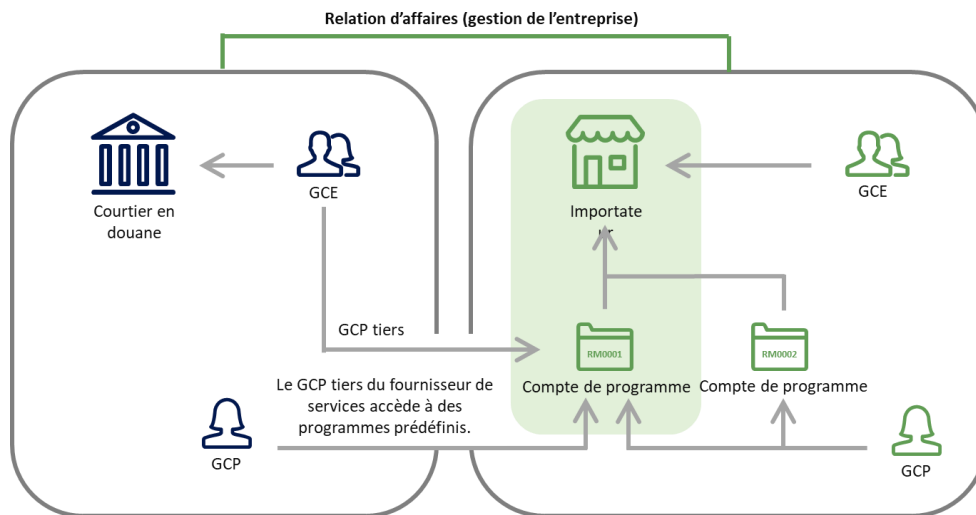 Relation d’affaires (gestion de l’entreprise)
Courtier en
douane
GCE
Importate
ur
GCE
GCP tiers
RM0001
RM0002
Compte de programme
Compte de programme
Le GCP tiers du fournisseur de
services accède à des
programmes prédéfinis.
GCP
GCP